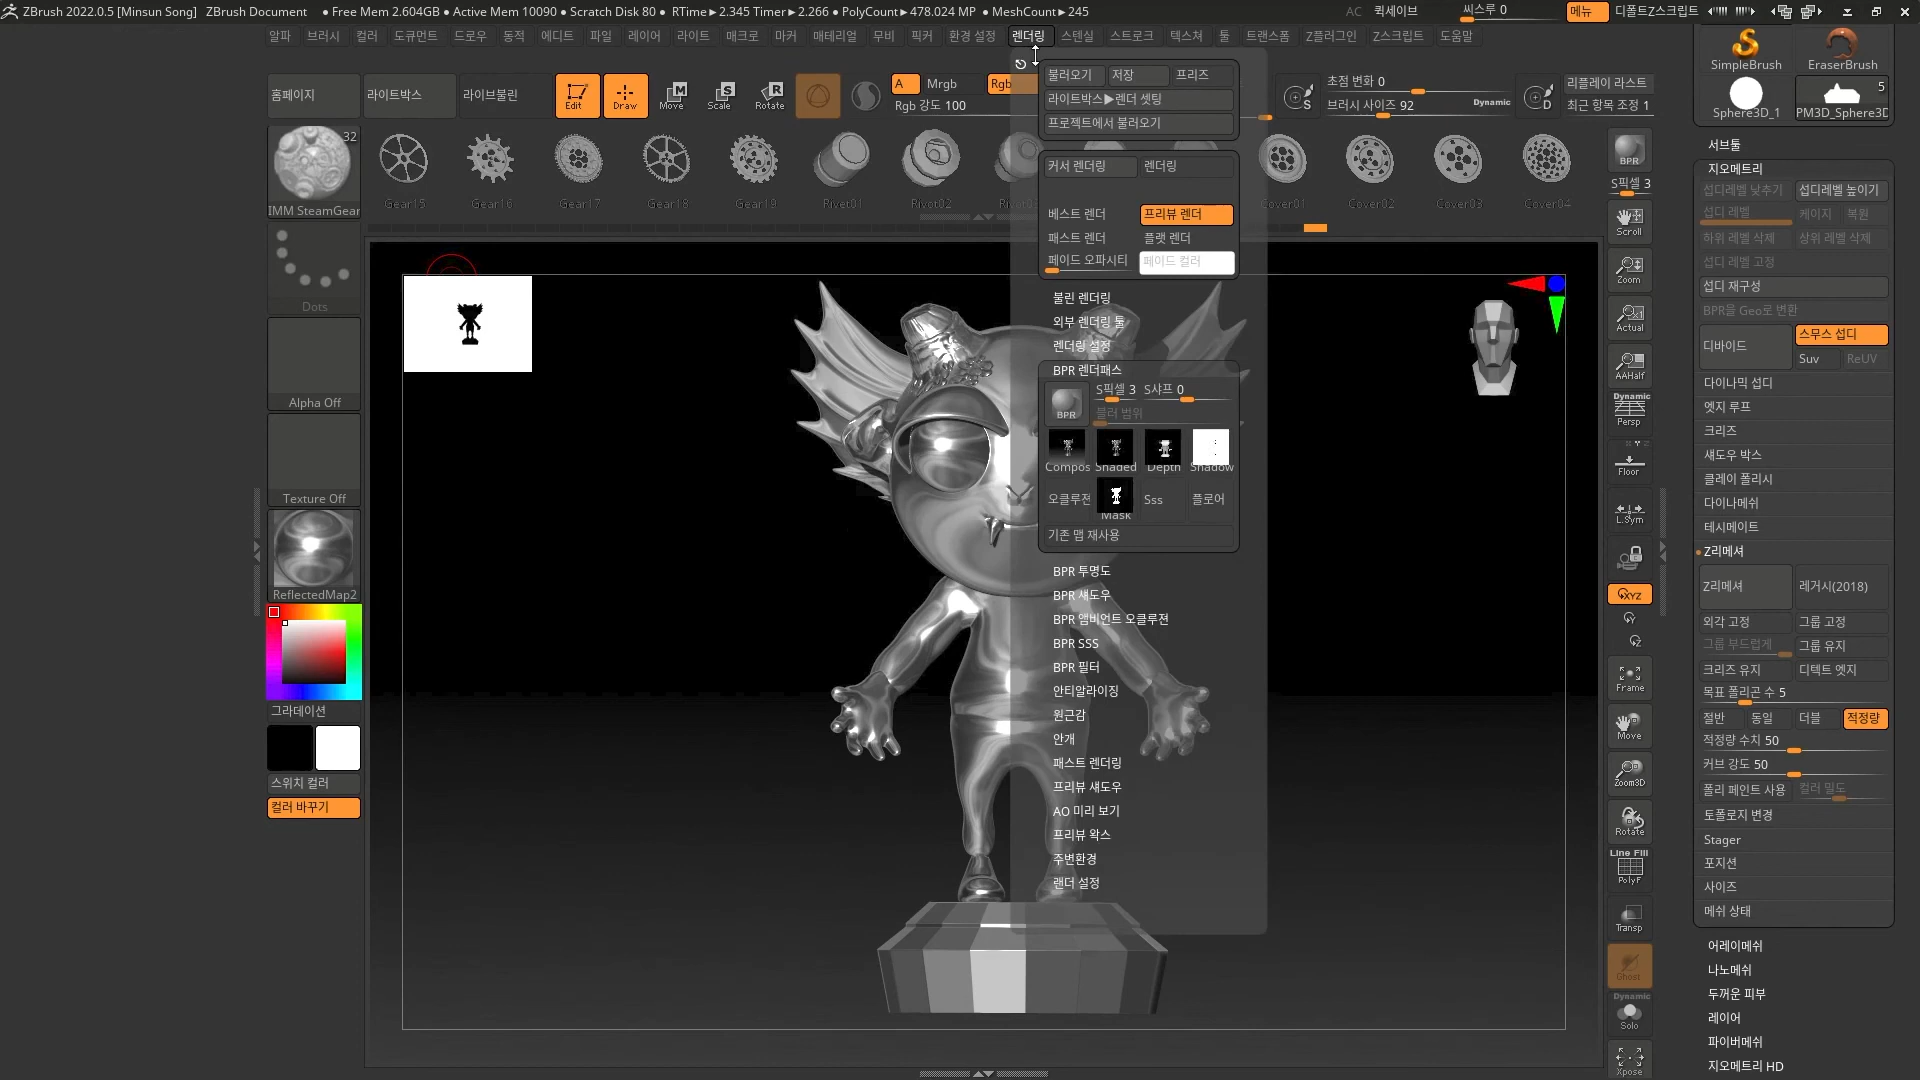 ZBrush 2022.0.5 [Minsun Song] ZBrush Document ● Free Mem 2.604GB ● Active Mem 10090 ● Scratch Disk 80 ● RTime►2.345 Timer►2.266 ● PolyCount►478.024 MP ● MeshCount►245
AC 퀵세이브 씨스루 0 메뉴 디폴트Z스크립트
알파 브러시 컬러 도큐먼트 드로우 동적 에디트 파일 레이어 라이트 매크로 마커 매테리얼 무비 픽커 환경 설정 렌더링 스텐실 스트로크 텍스쳐 툴 트랜스폼 Z플러그인 Z스크립트 도움말
홈페이지 라이트박스 라이브불린
Edit Draw Move Scale Rotate
A Mrgb Rgb
Rgb 강도 100
S
초점 변화 0
브러시 사이즈 92 Dynamic
D
리플레이 라스트
최근 항목 조정 1
32
IMM SteamGear
Gear15 Gear16 Gear17 Gear18 Gear19 Rivet01 Rivet02
Cover01 Cover02 Cover03 Cover04
Dots
Alpha Off
Texture Off
ReflectedMap2
그라데이션
스위치 컬러
컬러 바꾸기
불러오기 저장 프리즈
라이트박스►렌더 셋팅
프로젝트에서 불러오기
커서 렌더링 렌더링
베스트 렌더 프리뷰 렌더
패스트 렌더 플랫 렌더
페이드 오파시티 페이드 컬러
불린 렌더링
외부 렌더링 툴
렌더링 설정
BPR 렌더패스
BPR S픽셀 3 S샤프 0
블러 범위
Compos Shaded Depth Shadow
오클루전 Mask Sss 플로어
기존 맵 재사용
BPR 투명도
BPR 섀도우
BPR 앰비언트 오클루전
BPR SSS
BPR 필터
안티알라이징
원근감
안개
패스트 렌더링
프리뷰 섀도우
AO 미리 보기
프리뷰 왁스
주변환경
랜더 설정
BPR
S픽셀 3
Scroll
Zoom
Actual
AAHalf
Dynamic
Persp
Floor
L.Sym
XYZ
Y
Z
Frame
Move
Zoom3D
Rotate
Line Fill
PolyF
Transp
Ghost
Dynamic
Solo
Xpose
SimpleBrush EraserBrush
5
Sphere3D_1 PM3D_Sphere3D
서브툴
지오메트리
섭디레벨 낮추기 섭디레벨 높이기
섭디 레벨 케이지 복원
하위 레벨 삭제 상위 레벨 삭제
섭디 레벨 고정
섭디 재구성
BPR을 Geo로 변환
디바이드 스무스 섭디
Suv ReUV
다이나믹 섭디
엣지 루프
크리즈
섀도우 박스
클레이 폴리시
다이나메쉬
테시메이트
Z리메셔
Z리메셔 레거시(2018)
외각 고정 그룹 고정
그룹 부드럽게 그룹 유지
크리즈 유지 디텍트 엣지
목표 폴리곤 수 5
절반 동일 더블 적정량
적정량 수치 50
커브 강도 50
폴리 페인트 사용 컬러 밀도
토폴로지 변경
Stager
포지션
사이즈
메쉬 상태
어레이메쉬
나노메쉬
두꺼운 피부
레이어
파이버메쉬
지오메트리 HD